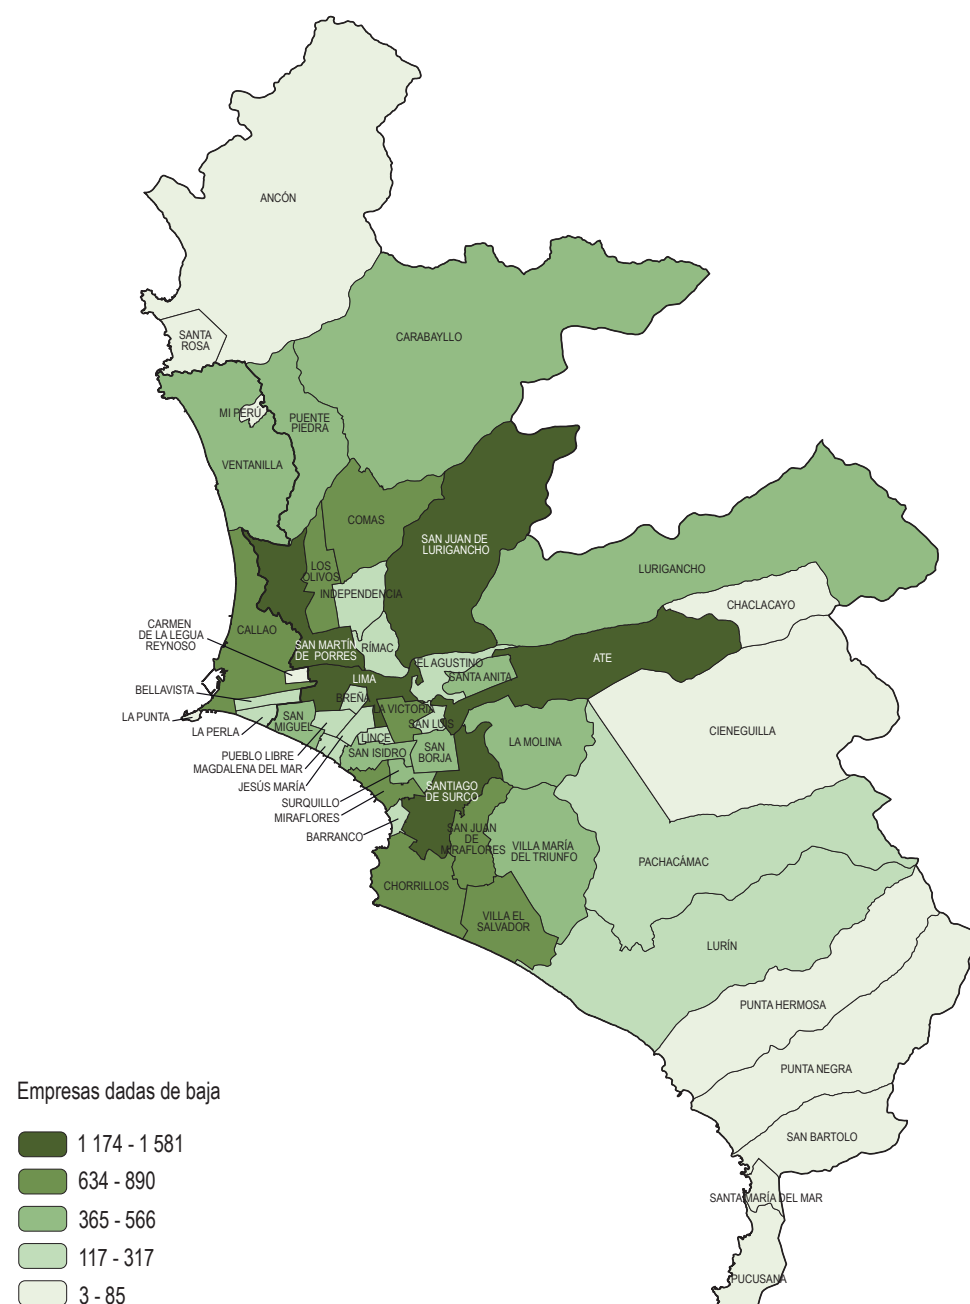 ANCÓN
SANTA
ROSA
CARABAYLLO
MI PERÚ
PUENTE
PIEDRA
VENTANILLA
COMAS
SAN JUAN DE
LURIGANCHO
LOS
OLIVOS
LURIGANCHO
INDEPENDENCIA
CHACLACAYO
CARMEN
DE LA LEGUA
REYNOSO
CALLAO
SAN MARTÍN
DE PORRES
RÍMAC
EL AGUSTINO
ATE
SANTA ANITA
LIMA
BELLAVISTA
BREÑA
LA VICTORIA
LA PUNTA
SAN
MIGUEL
SAN LUIS
LA PERLA
CIENEGUILLA
LINCE
LA MOLINA
PUEBLO LIBRE
SAN ISIDRO
SAN
BORJA
MAGDALENA DEL MAR
JESÚS MARÍA
SANTIAGO
DE SURCO
SURQUILLO
MIRAFLORES
BARRANCO
SAN JUAN
DE
MIRAFLORES
VILLA MARÍA
DEL TRIUNFO
PACHACÁMAC
CHORRILLOS
VILLA EL
SALVADOR
LURÍN
PUNTA HERMOSA
PUNTA NEGRA
SAN BARTOLO
SANTA MARÍA DEL MAR
PUCUSANA
Empresas dadas de baja
1 174 - 1 581
634 - 890
365 - 566
117 - 317
3 - 85